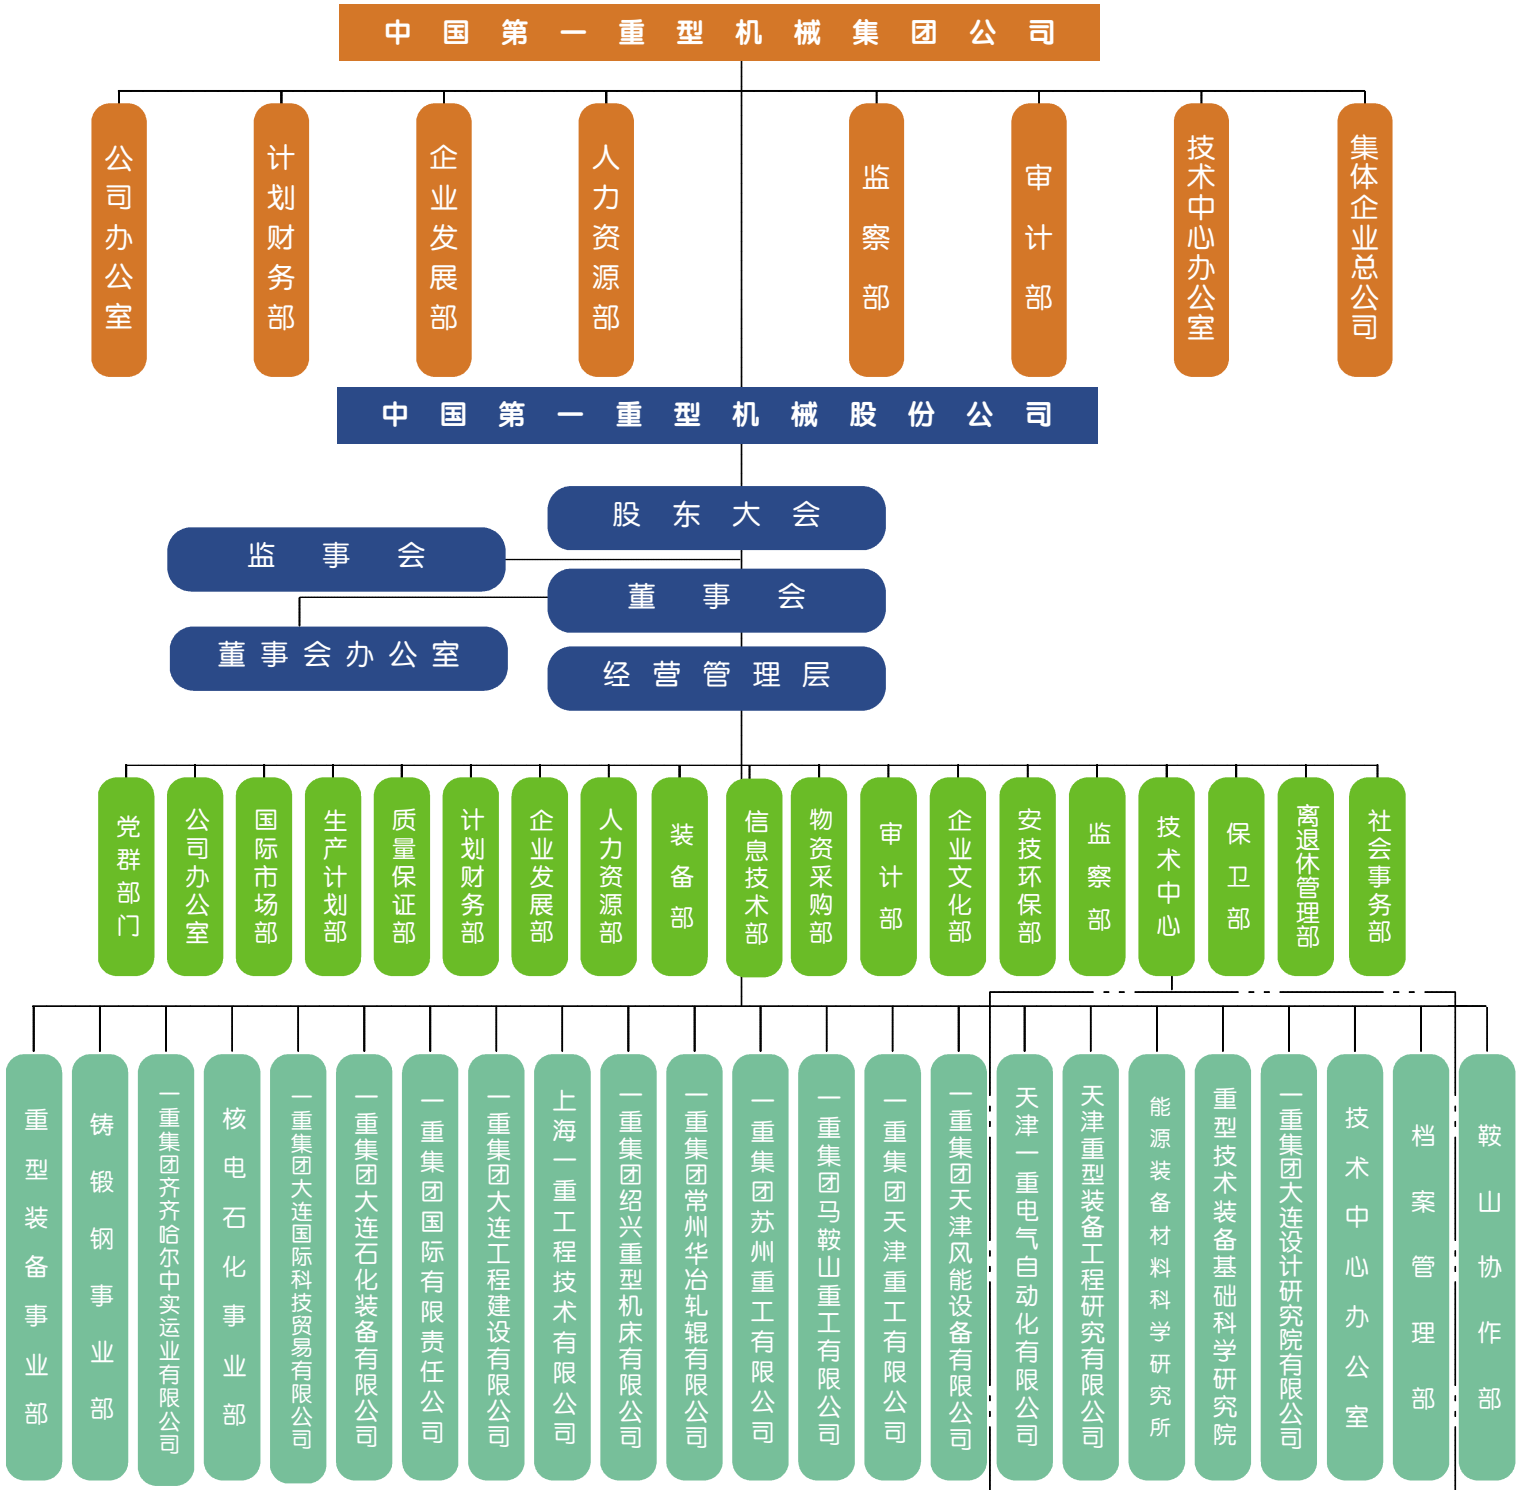 中国第一重型机械集团公司
公司办公室
计划财务部
企业发展部
人力资源部
监察部
审计部
技术中心办公室
集体企业总公司
中国第一重型机械股份公司
股东大会
监事会
董事会
董事会办公室
经营管理层
党群部门
公司办公室
国际市场部
生产计划部
质量保证部
计划财务部
企业发展部
人力资源部
装备部
信息技术部
物资采购部
审计部
企业文化部
安技环保部
监察部
技术中心
保卫部
离退休管理部
社会事务部
重型装备事业部
铸锻钢事业部
一重集团齐齐哈尔中实运业有限公司
核电石化事业部
一重集团大连国际科技贸易有限公司
一重集团大连石化装备有限公司
一重集团国际有限责任公司
一重集团大连工程建设有限公司
上海一重工程技术有限公司
一重集团绍兴重型机床有限公司
一重集团常州华冶轧辊有限公司
一重集团苏州重工有限公司
一重集团马鞍山重工有限公司
一重集团天津重工有限公司
一重集团天津风能设备有限公司
天津一重电气自动化有限公司
天津重型装备工程研究有限公司
能源装备材料科学研究所
重型技术装备基础科学研究院
一重集团大连设计研究院有限公司
技术中心办公室
档案管理部
鞍山协作部